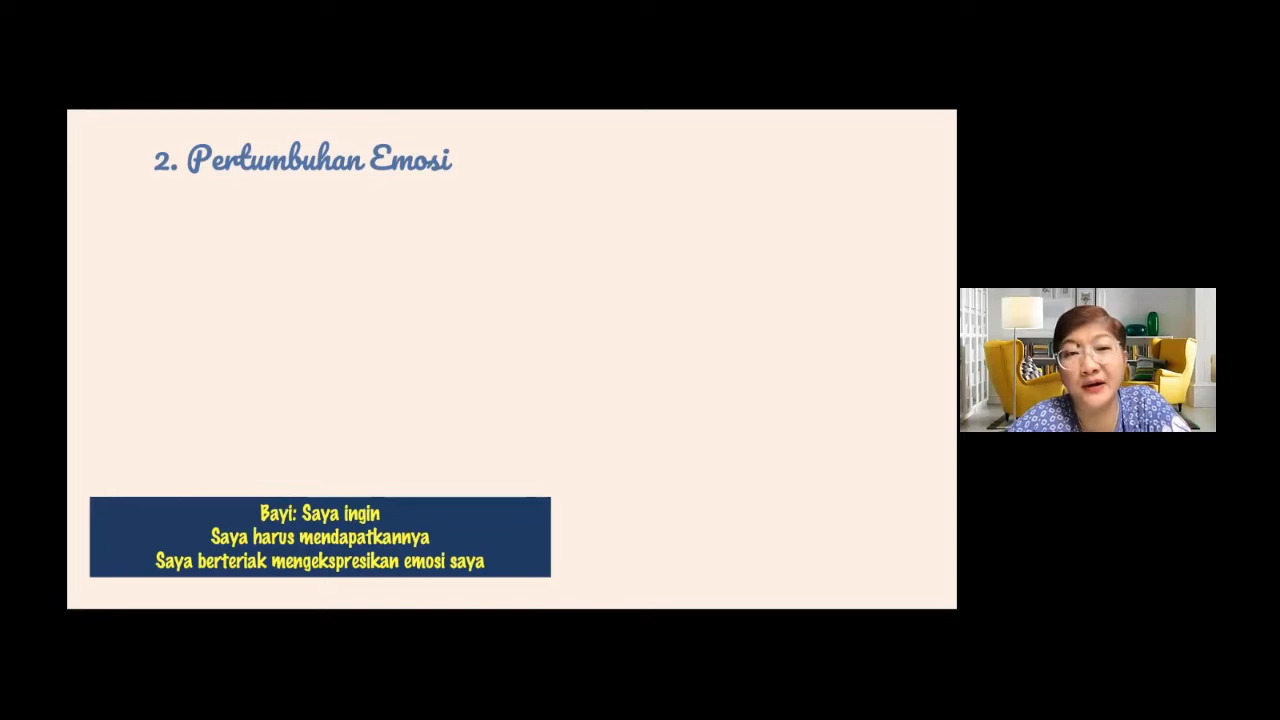 2. Pertumbuhan Emosi
Bayi: Saya ingin
Saya harus mendapatkannya
Saya berteriak mengekspresikan emosi saya